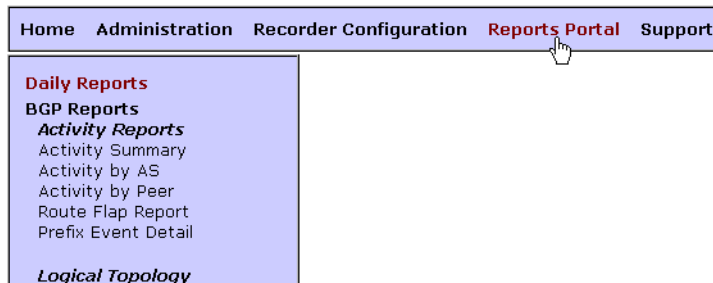 Home Administration Recorder Configuration Reports Portal Support
Daily Reports
BGP Reports
Activity Reports
Activity Summary
Activity by AS
Activity by Peer
Route Flap Report
Prefix Event Detail
Logical Topology